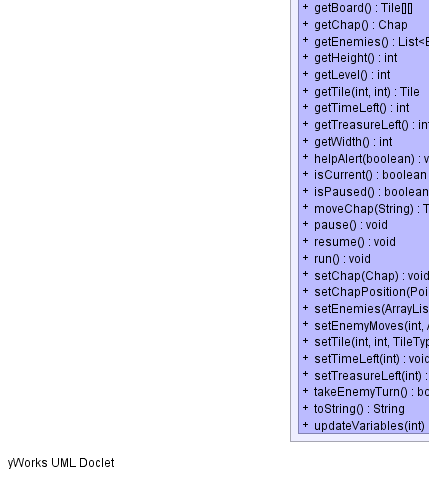 + getBoard() : Tile[][]
+ getChap() : Chap
+ getEnemies() : List<E
+ getHeight() : int
+ getLevel() : int
+ getTile(int, int) : Tile
+ getTimeLeft() : int
+ getTreasureLeft() : int
+ getWidth() : int
+ helpAlert(boolean) : v
+ isCurrent() : boolean
+ isPaused() : boolean
+ moveChap(String) : T
+ pause() : void
+ resume() : void
+ run() : void
+ setChap(Chap) : void
+ setChapPosition(Poi
+ setEnemies(ArrayLis
+ setEnemyMoves(int, A
+ setTile(int, int, TileTyp
+ setTimeLeft(int) : void
+ setTreasureLeft(int) :
+ takeEnemyTurn() : bo
+ toString() : String
+ updateVariables(int)
yWorks UML Doclet